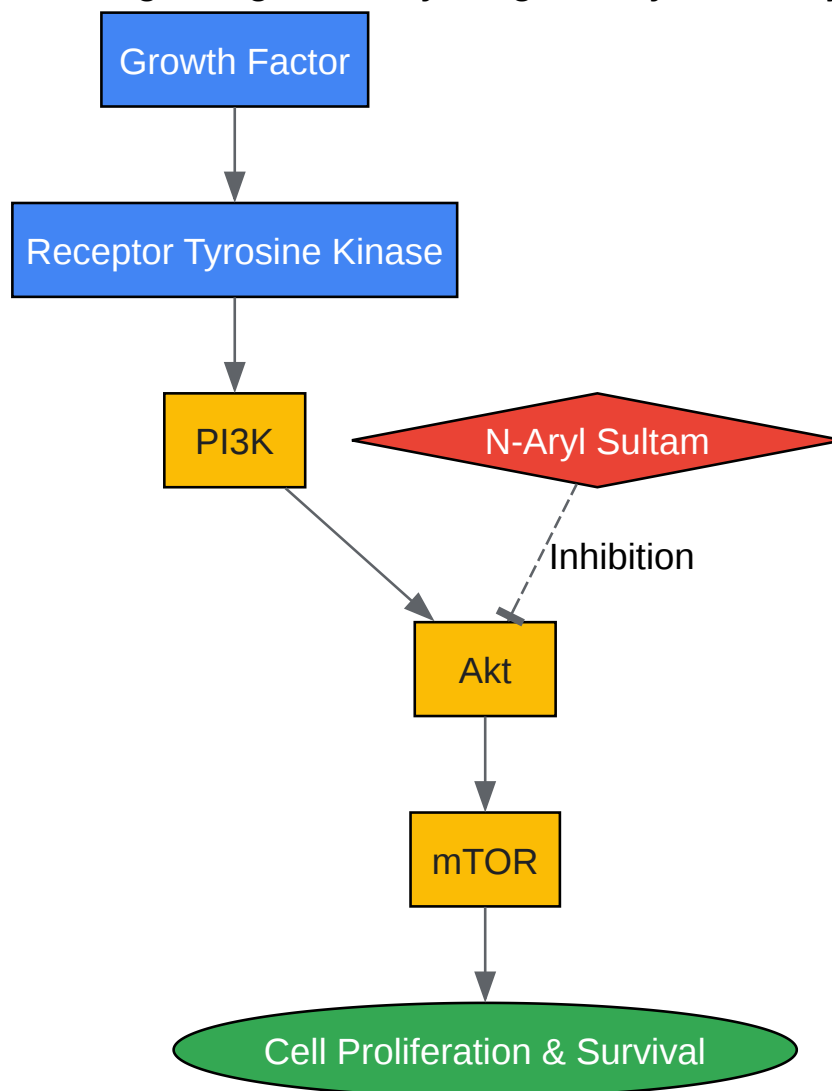 Growth Factor
Receptor Tyrosine Kinase
PI3K
N-Aryl Sultam
Inhibition
Akt
mTOR
Cell Proliferation & Survival